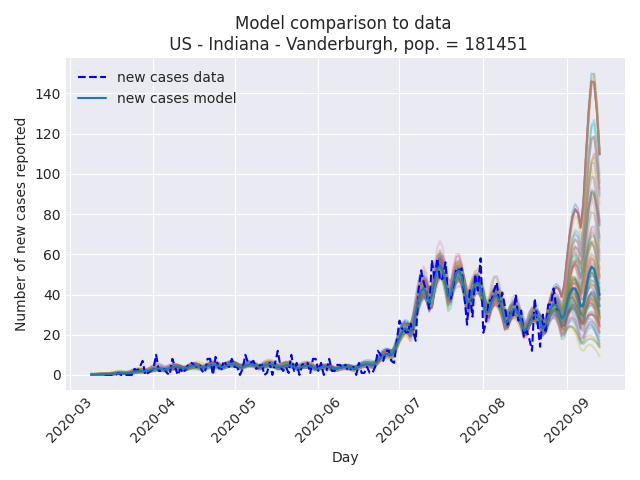 Model comparison to data
US - Indiana - Vanderburgh, pop. = 181451
new cases data
new cases model
Number of new cases reported
140
120
100
80
60
40
20
0
2020-03
2020-04
2020-05
2020-06
2020-07
2020-08
2020-09
Day